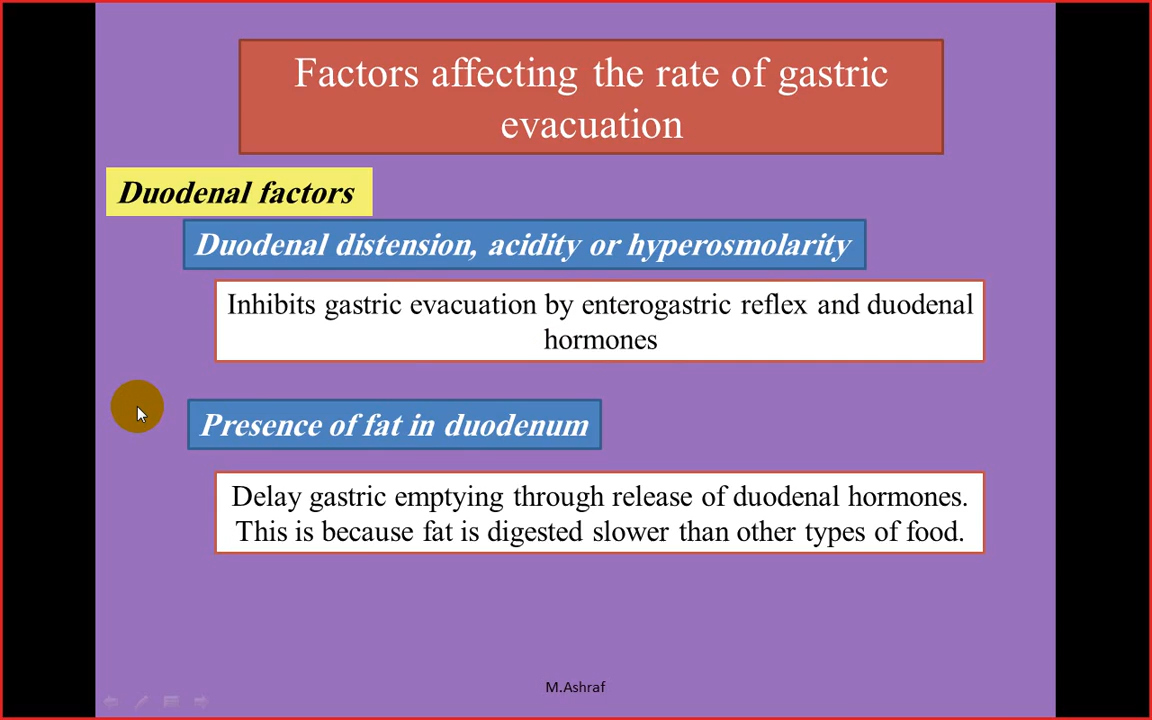 Factors affecting the rate of gastric
evacuation
Duodenal factors
Duodenal distension, acidity or hyperosmolarity
Inhibits gastric evacuation by enterogastric reflex and duodenal
hormones
Presence of fat in duodenum
Delay gastric emptying through release of duodenal hormones.
This is because fat is digested slower than other types of food.
M.Ashraf